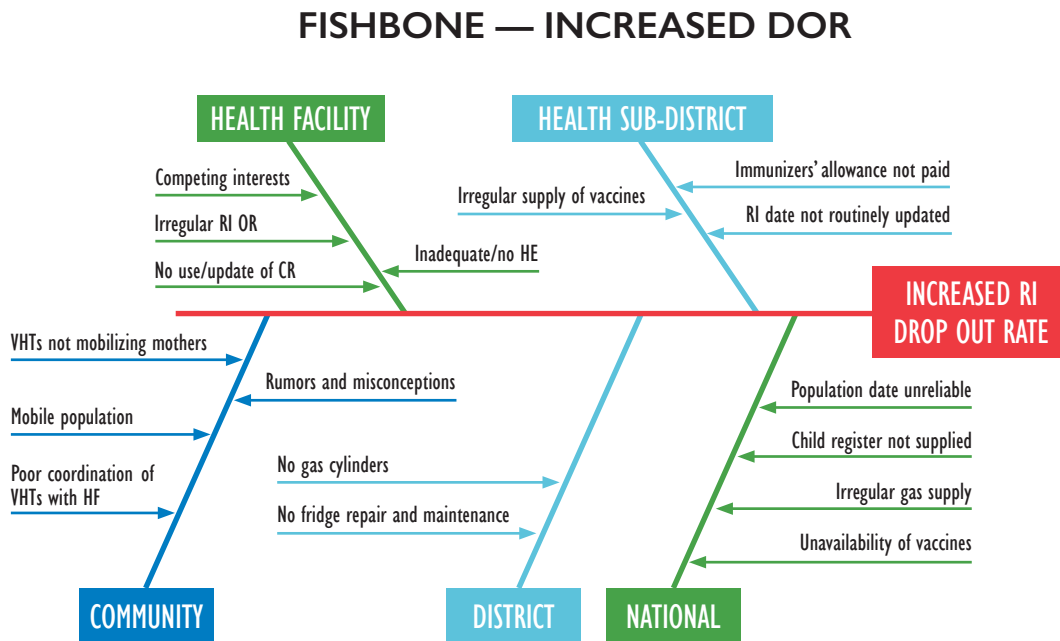 FISHBONE — INCREASED DOR
HEALTH FACILITY
HEALTH SUB-DISTRICT
Competing interests
Irregular RI OR
No use/update of CR
Inadequate/no HE
Irregular supply of vaccines
Immunizers' allowance not paid
RI date not routinely updated
INCREASED RI
DROP OUT RATE
VHTs not mobilizing mothers
Rumors and misconceptions
Mobile population
Poor coordination of
VHTs with HF
No gas cylinders
No fridge repair and maintenance
Population date unreliable
Child register not supplied
Irregular gas supply
Unavailability of vaccines
COMMUNITY
DISTRICT
NATIONAL